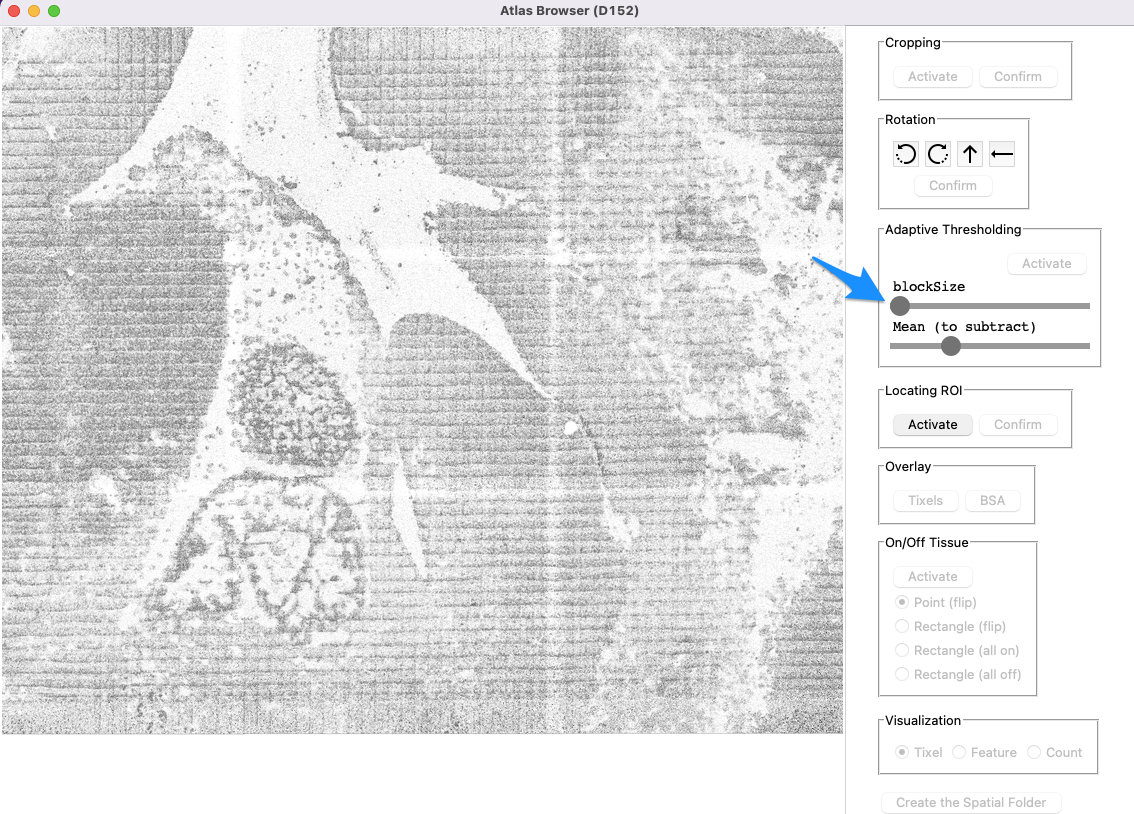 Atlas Browser (D152)
Cropping
Activate Confirm
Rotation
Confirm
Adaptive Thresholding
Activate
blockSize
Mean (to subtract)
Locating ROI
Activate Confirm
Overlay
Tixels BSA
On/Off Tissue
Activate
Point (flip)
Rectangle (flip)
Rectangle (all on)
Rectangle (all off)
Visualization
Tixel Feature Count
Create the Spatial Folder